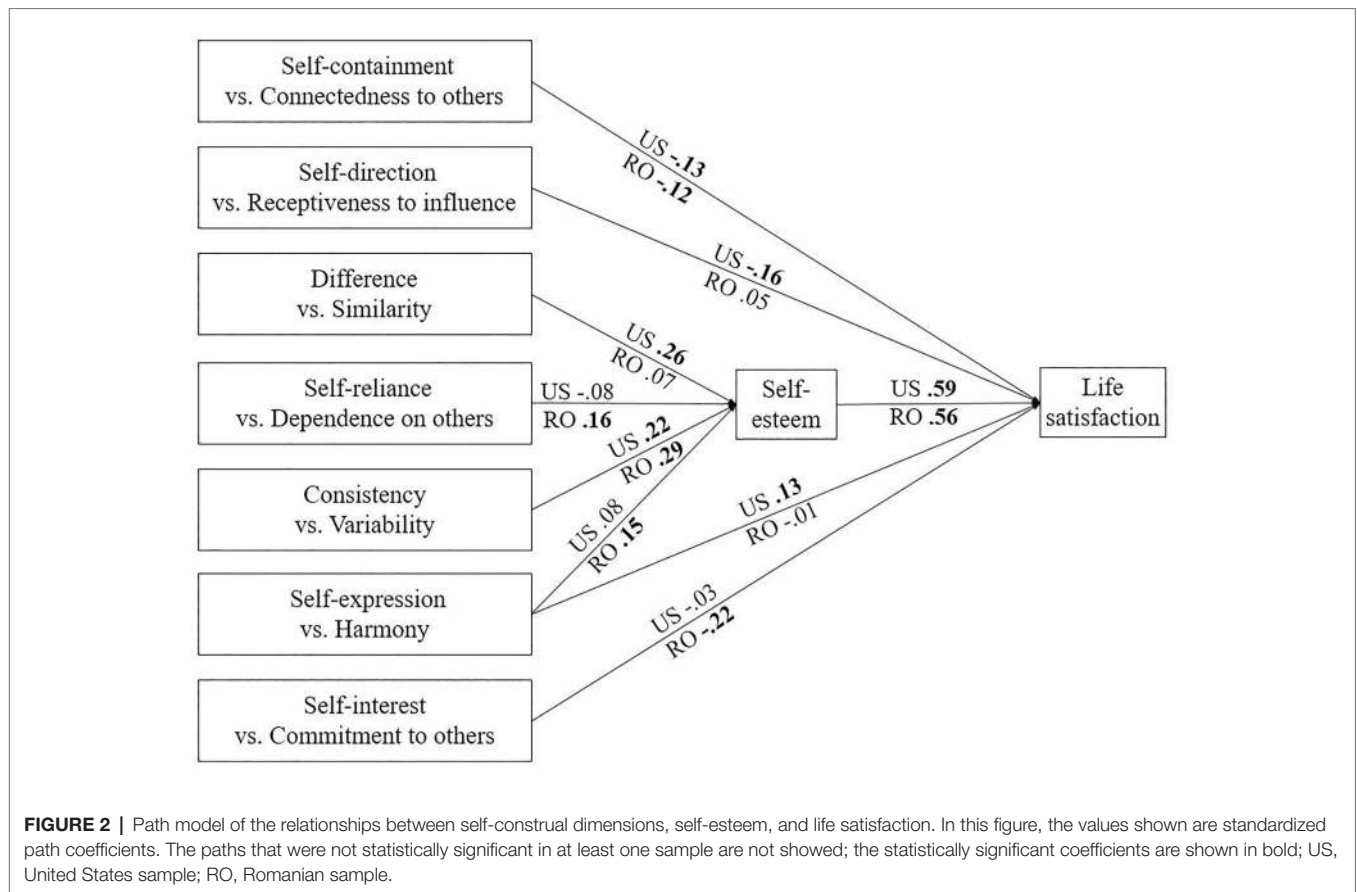 Self-containment
vs. Connectedness to others
US -.13
RO -.12
Self-direction
vs. Receptiveness to influence
US -.16
RO .05
Difference
vs. Similarity
US .26
RO .07
Self-reliance
vs. Dependence on others
US -.08
RO .16
Self-
esteem
US .59
RO .56
Life
satisfaction
Consistency
vs. Variability
US .22
RO .29
Self-expression
vs. Harmony
US .08
RO .15
US .13
RO -.01
Self-interest
vs. Commitment to others
US -.03
RO -.22
FIGURE 2 | Path model of the relationships between self-construal dimensions, self-esteem, and life satisfaction. In this figure, the values shown are standardized
path coefficients. The paths that were not statistically significant in at least one sample are not showed; the statistically significant coefficients are shown in bold; US,
United States sample; RO, Romanian sample.